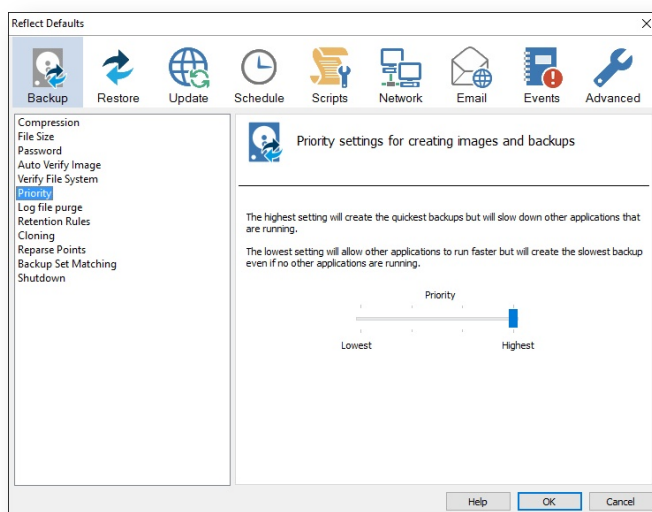 Reflect Defaults
Backup Restore Update Schedule Scripts Network Email Events Advanced
Compression
File Size
Password
Auto Verify Image
Verify File System
Priority
Log file purge
Retention Rules
Cloning
Reparse Points
Backup Set Matching
Shutdown
Priority settings for creating images and backups
The highest setting will create the quickest backups but will slow down other applications that
are running.
The lowest setting will allow other applications to run faster but will create the slowest backup
even if no other applications are running.
Priority
Lowest Highest
Help OK Cancel